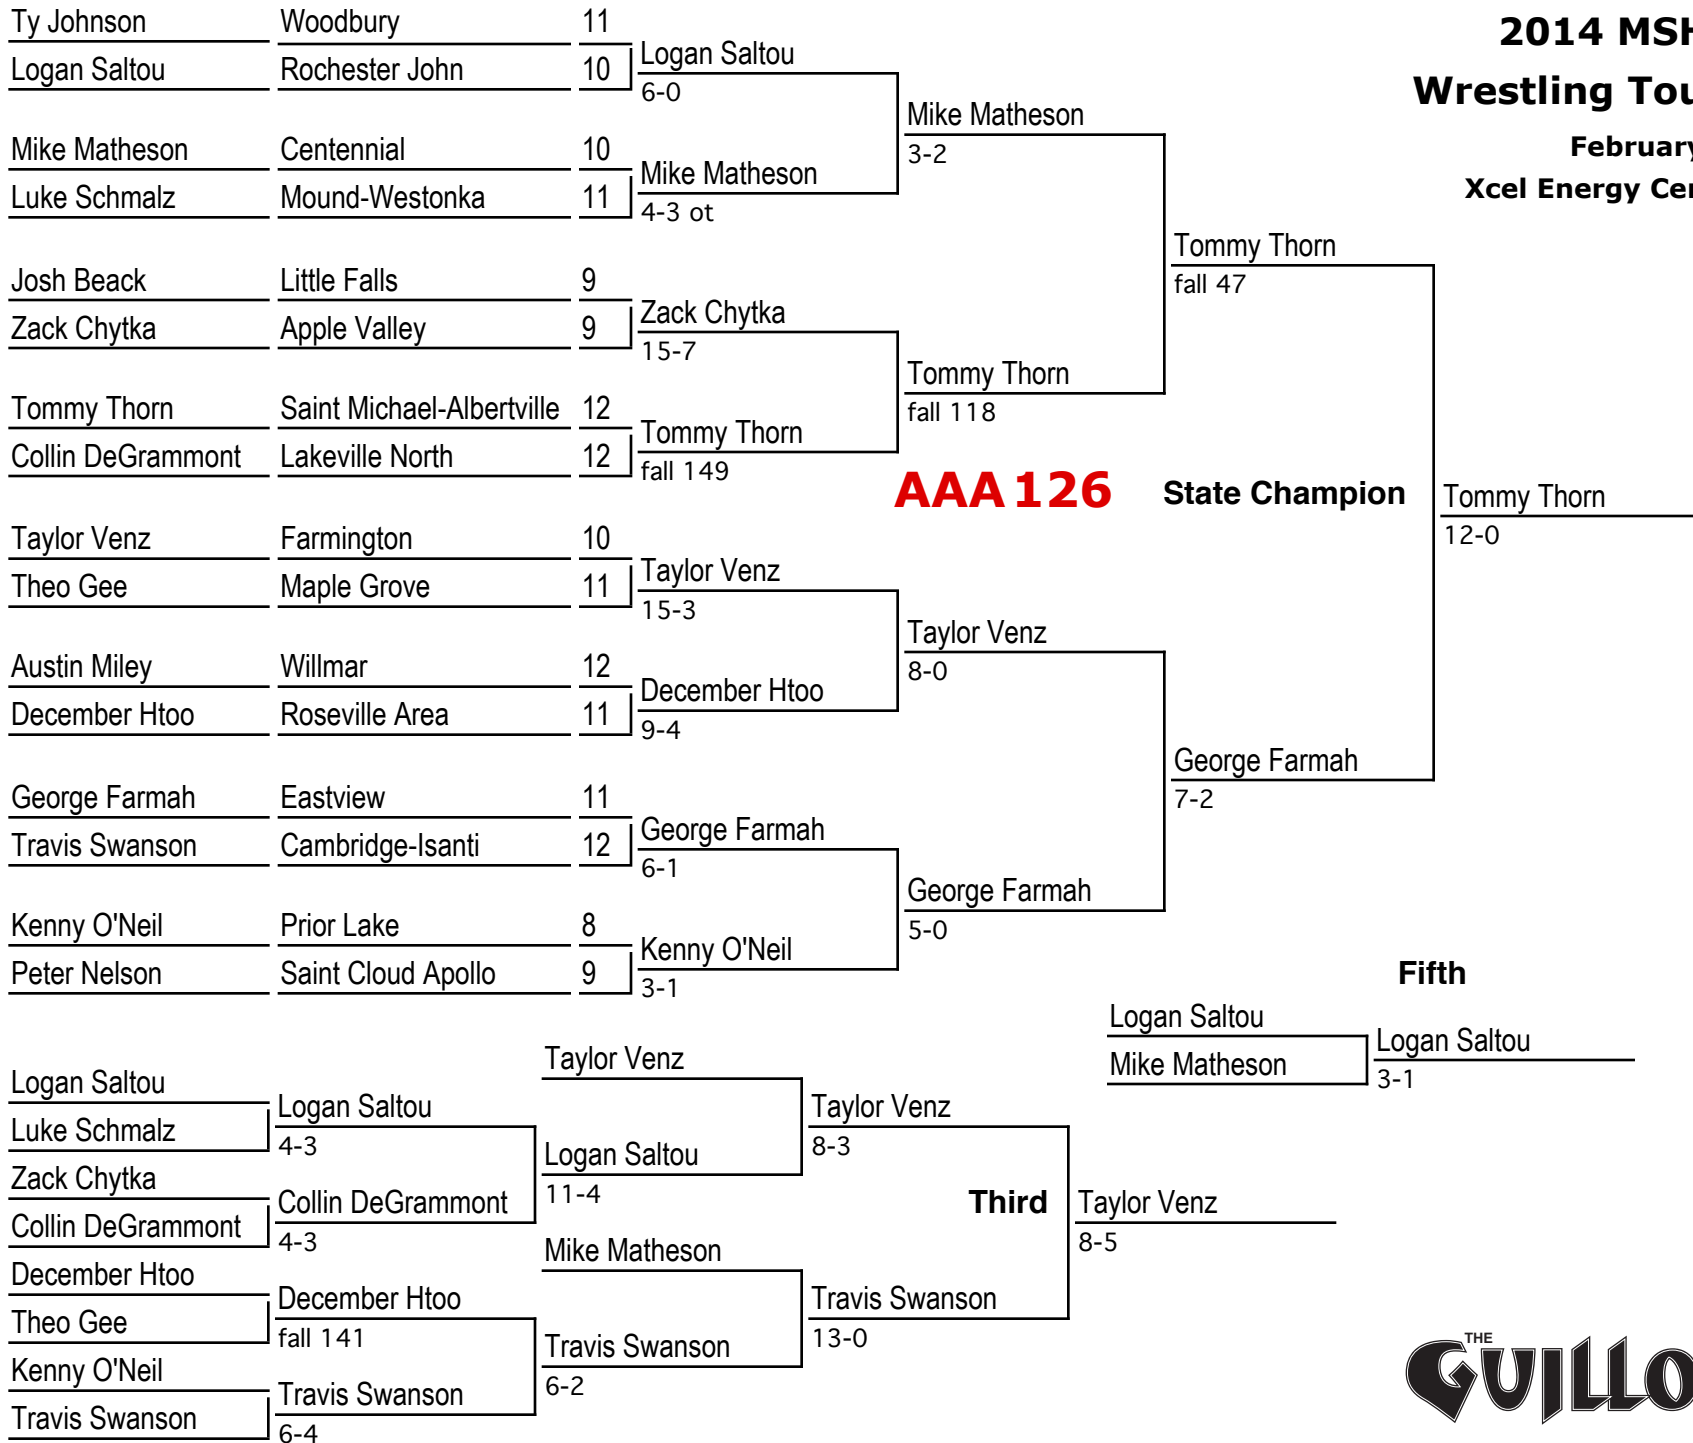 2014 MSH
Wrestling Tou
February
Xcel Energy Cen
Ty Johnson Woodbury 11
Logan Saltou Rochester John 10
Logan Saltou
6-0
Mike Matheson Centennial 10
Luke Schmalz Mound-Westonka 11
Mike Matheson
4-3 ot
Mike Matheson
3-2
Josh Beack Little Falls 9
Zack Chytka Apple Valley 9
Zack Chytka
15-7
Tommy Thorn Saint Michael-Albertville 12
Collin DeGrammont Lakeville North 12
Tommy Thorn
fall 149
Tommy Thorn
fall 118
Tommy Thorn
fall 47
AAA 126 State Champion
Tommy Thorn
12-0
Taylor Venz Farmington 10
Theo Gee Maple Grove 11
Taylor Venz
15-3
Austin Miley Willmar 12
December Htoo Roseville Area 11
December Htoo
9-4
Taylor Venz
8-0
George Farmah Eastview 11
Travis Swanson Cambridge-Isanti 12
George Farmah
6-1
Kenny O'Neil Prior Lake 8
Peter Nelson Saint Cloud Apollo 9
Kenny O'Neil
3-1
George Farmah
5-0
George Farmah
7-2
Fifth
Logan Saltou
Mike Matheson
Logan Saltou
3-1
Logan Saltou
Luke Schmalz
Logan Saltou
4-3
Zack Chytka
Collin DeGrammont
Collin DeGrammont
4-3
December Htoo
Theo Gee
December Htoo
fall 141
Kenny O'Neil
Travis Swanson
Travis Swanson
6-4
Taylor Venz
Logan Saltou
11-4
Mike Matheson
Travis Swanson
6-2
Taylor Venz
8-3
Travis Swanson
13-0
Third
Taylor Venz
8-5
THE
GUILLO